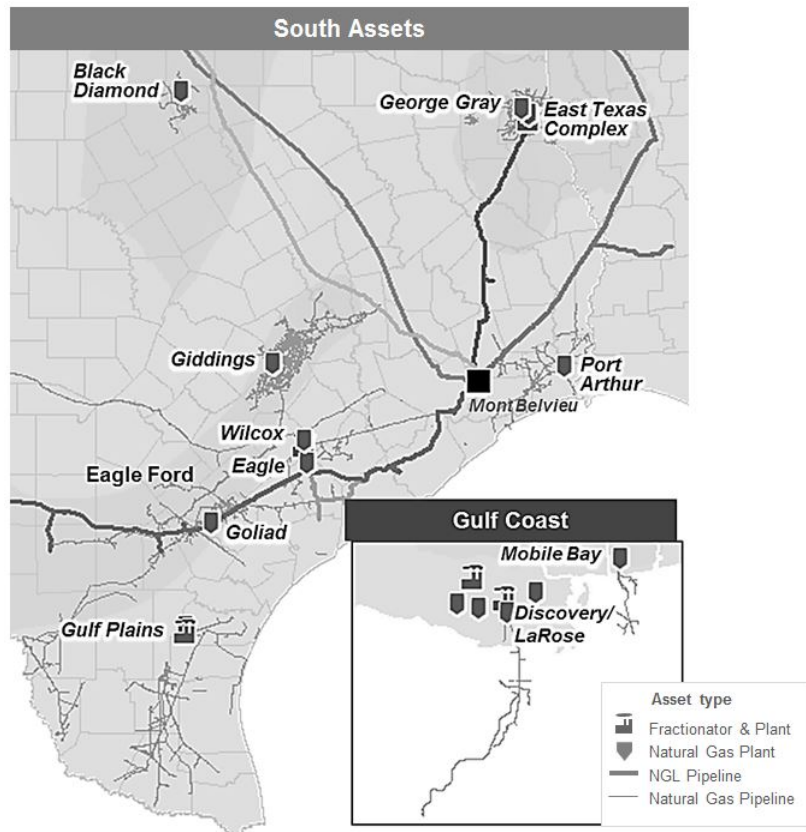 South Assets
Black
Diamond
George Gray
East Texas
Complex
Giddings
Port
Arthur
Mont Belvieu
Wilcox
Eagle
Eagle Ford
Goliad
Gulf Coast
Mobile Bay
Discovery/
LaRose
Gulf Plains
Asset type
Fractionator & Plant
Natural Gas Plant
NGL Pipeline
Natural Gas Pipeline